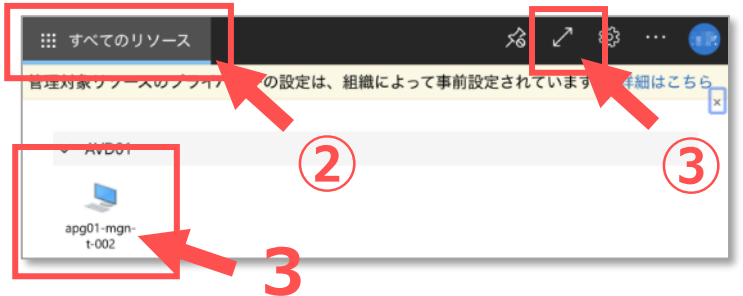 すべてのリソース
管理対象リソースのプライバシーの設定は、組織によって事前設定されています 詳細はこちら
②
③
AVD01
apg01-mgn-
t-002
3